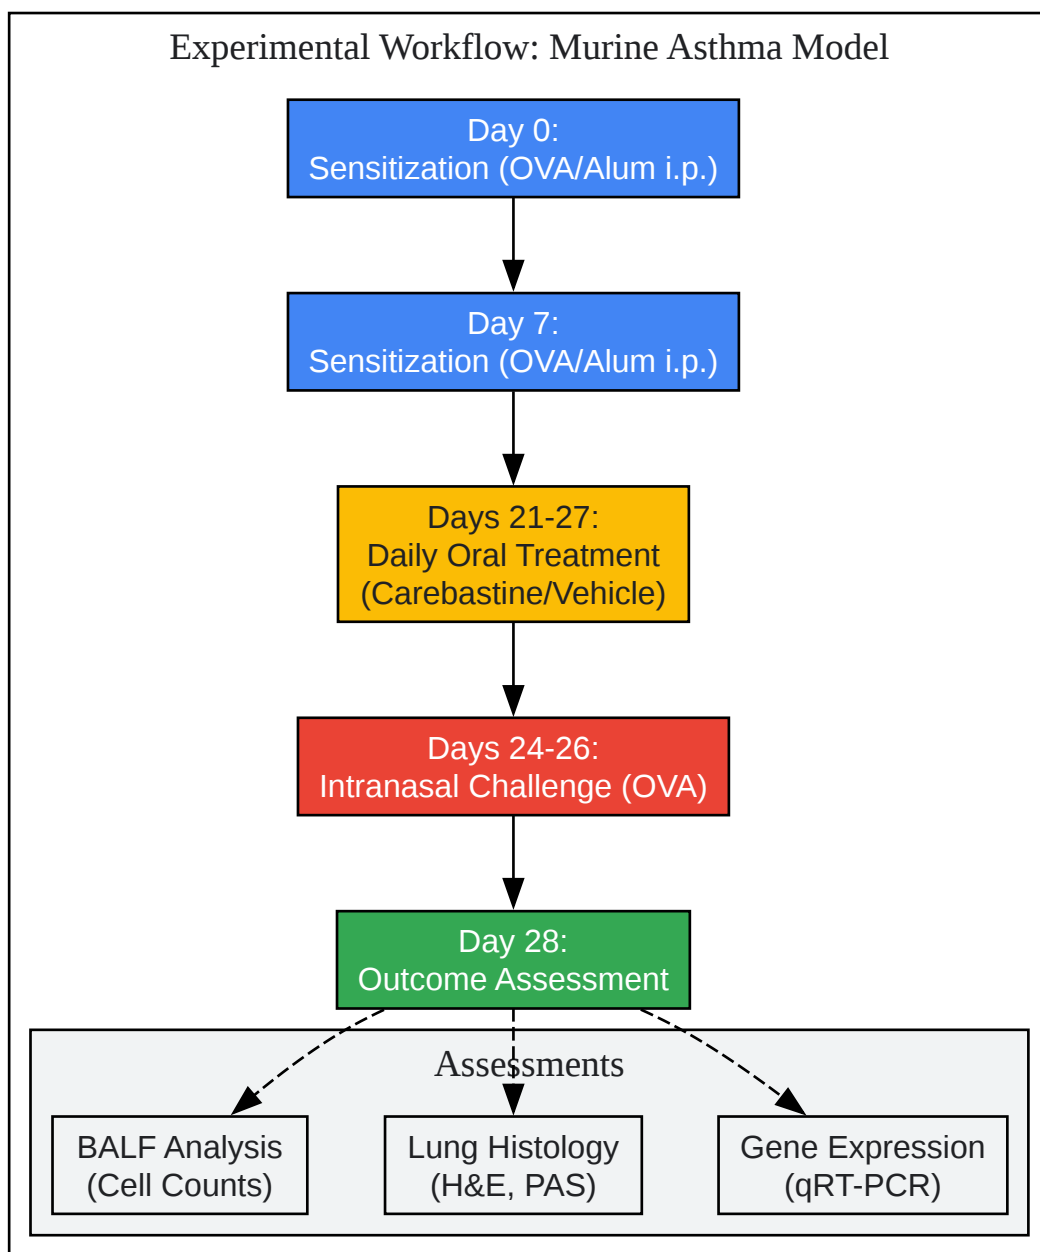 Experimental Workflow: Murine Asthma Model
Day 0:
Sensitization (OVA/Alum i.p.)
Day 7:
Sensitization (OVA/Alum i.p.)
Days 21-27:
Daily Oral Treatment
(Carebastine/Vehicle)
Days 24-26:
Intranasal Challenge (OVA)
Day 28:
Outcome Assessment
Assessments
BALF Analysis
(Cell Counts)
Lung Histology
(H&E, PAS)
Gene Expression
(qRT-PCR)